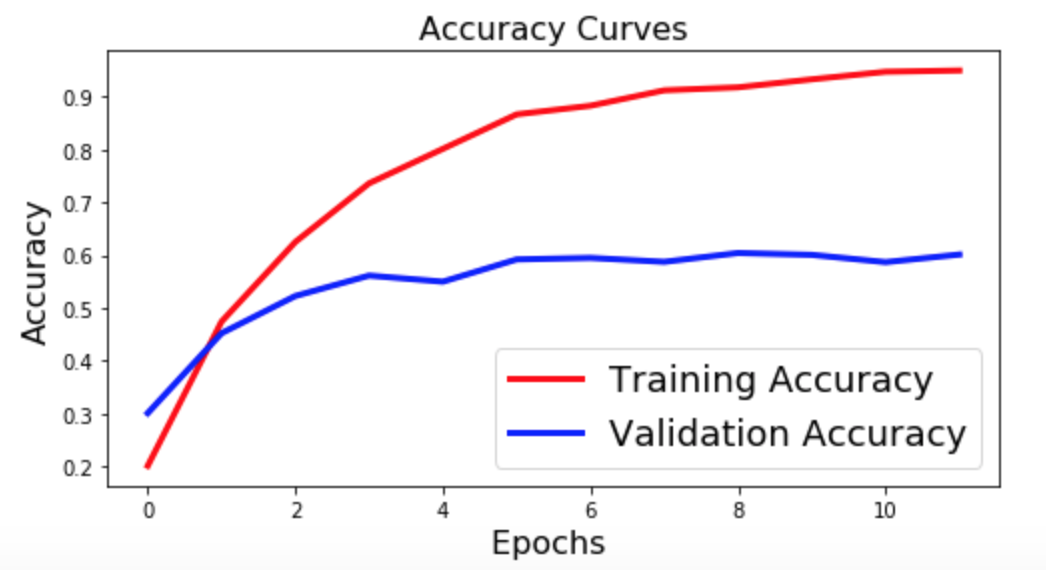 Accuracy Curves
Accuracy
0.9
0.8
0.7
0.6
0.5
0.4
0.3
0.2
Training Accuracy
Validation Accuracy
0 2 4 6 8 10
Epochs